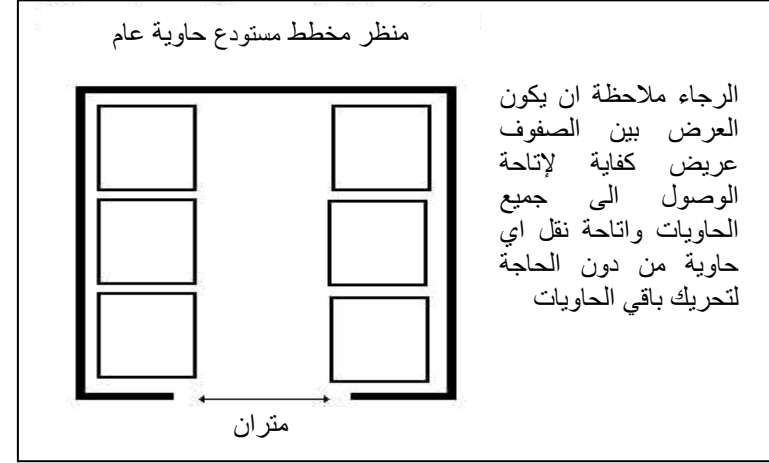 منظر مخطط مستودع حاوية عام
الرجاء ملاحظة ان يكون
العرض بين الصفوف
عريض كفاية لإتاحة
الوصول الى جميع
الحاويات واتاحة نقل اي
حاوية من دون الحاجة
لتحريك باقي الحاويات
متران